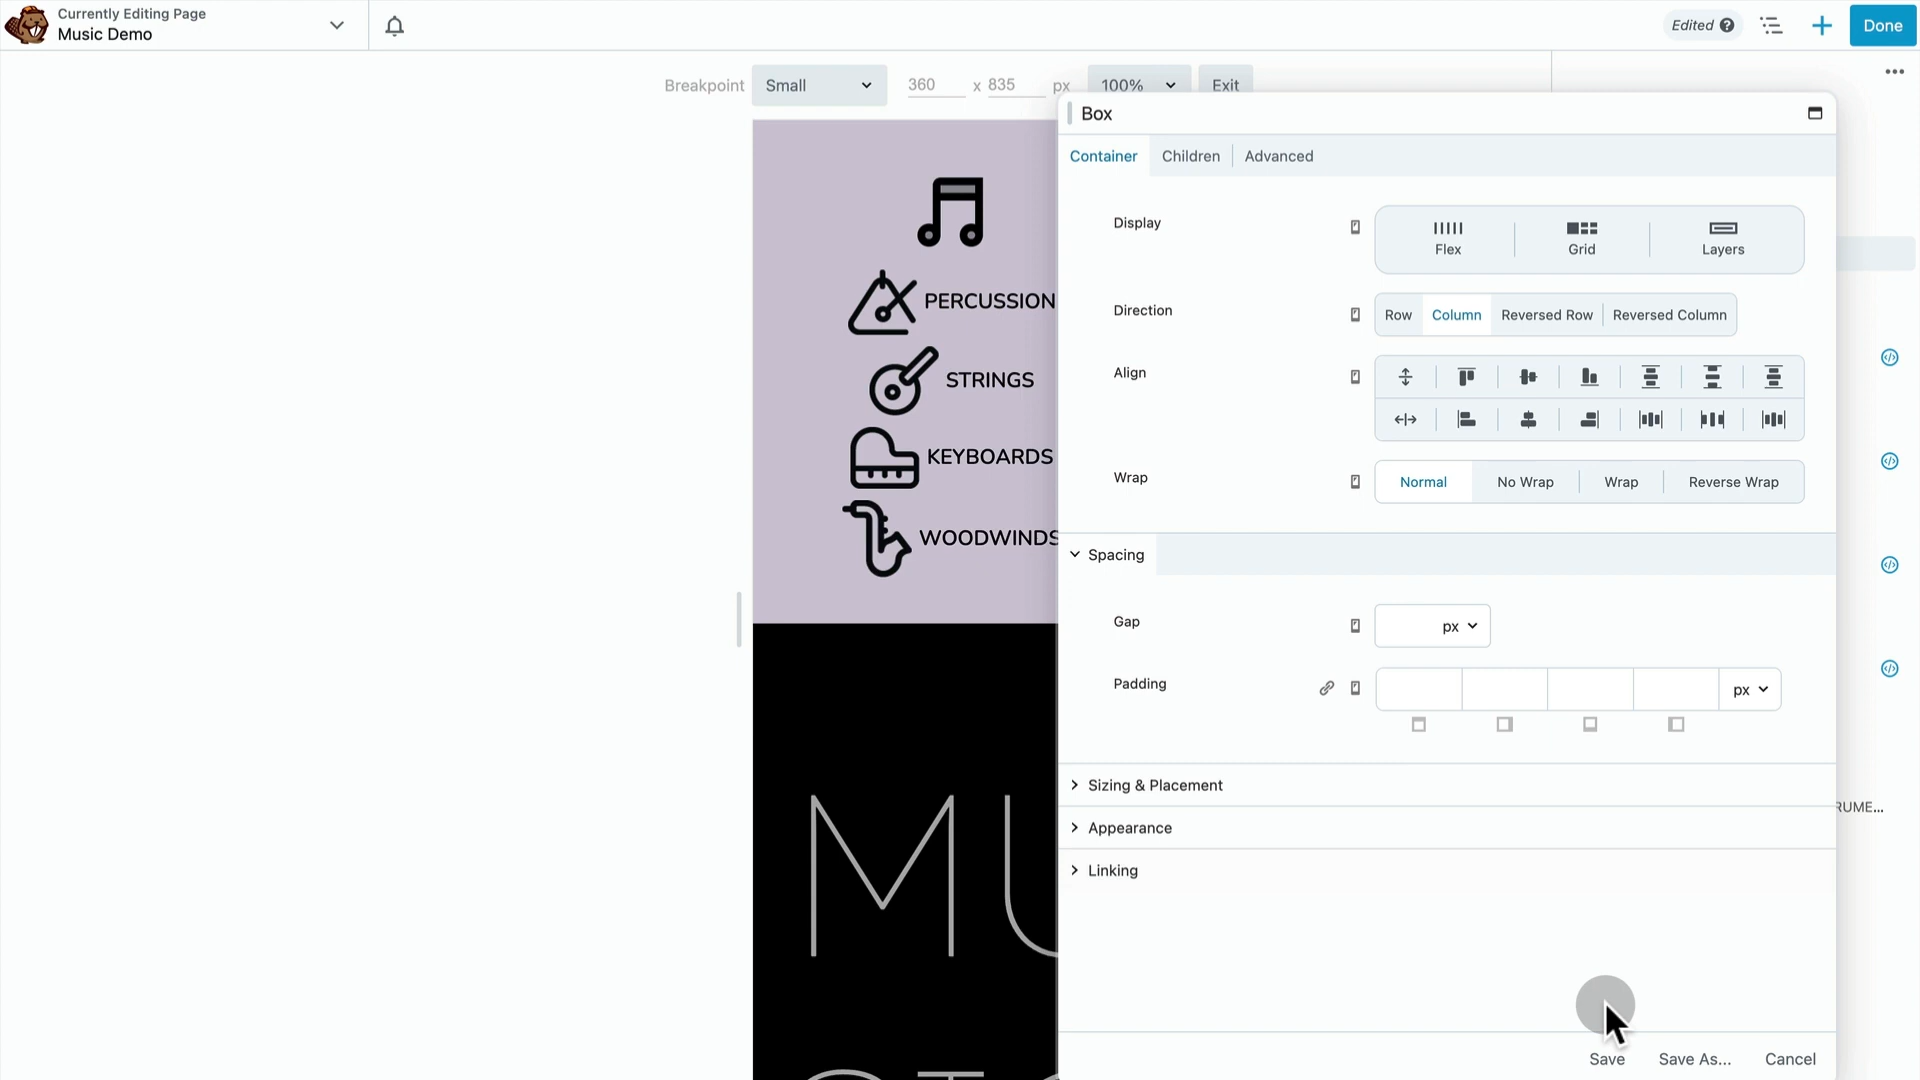 Currently Editing Page
Music Demo
Edited ?
Done
Breakpoint Small 360 x 835 px 100% Exit
Box
Container Children Advanced
Display
Flex Grid Layers
Direction
Row Column Reversed Row Reversed Column
Align
Wrap
Normal No Wrap Wrap Reverse Wrap
Spacing
Gap
px
Padding
px
Sizing & Placement
Appearance
Linking
Save Save As... Cancel
PERCUSSION
STRINGS
KEYBOARDS
WOODWINDS
MU
RUME...